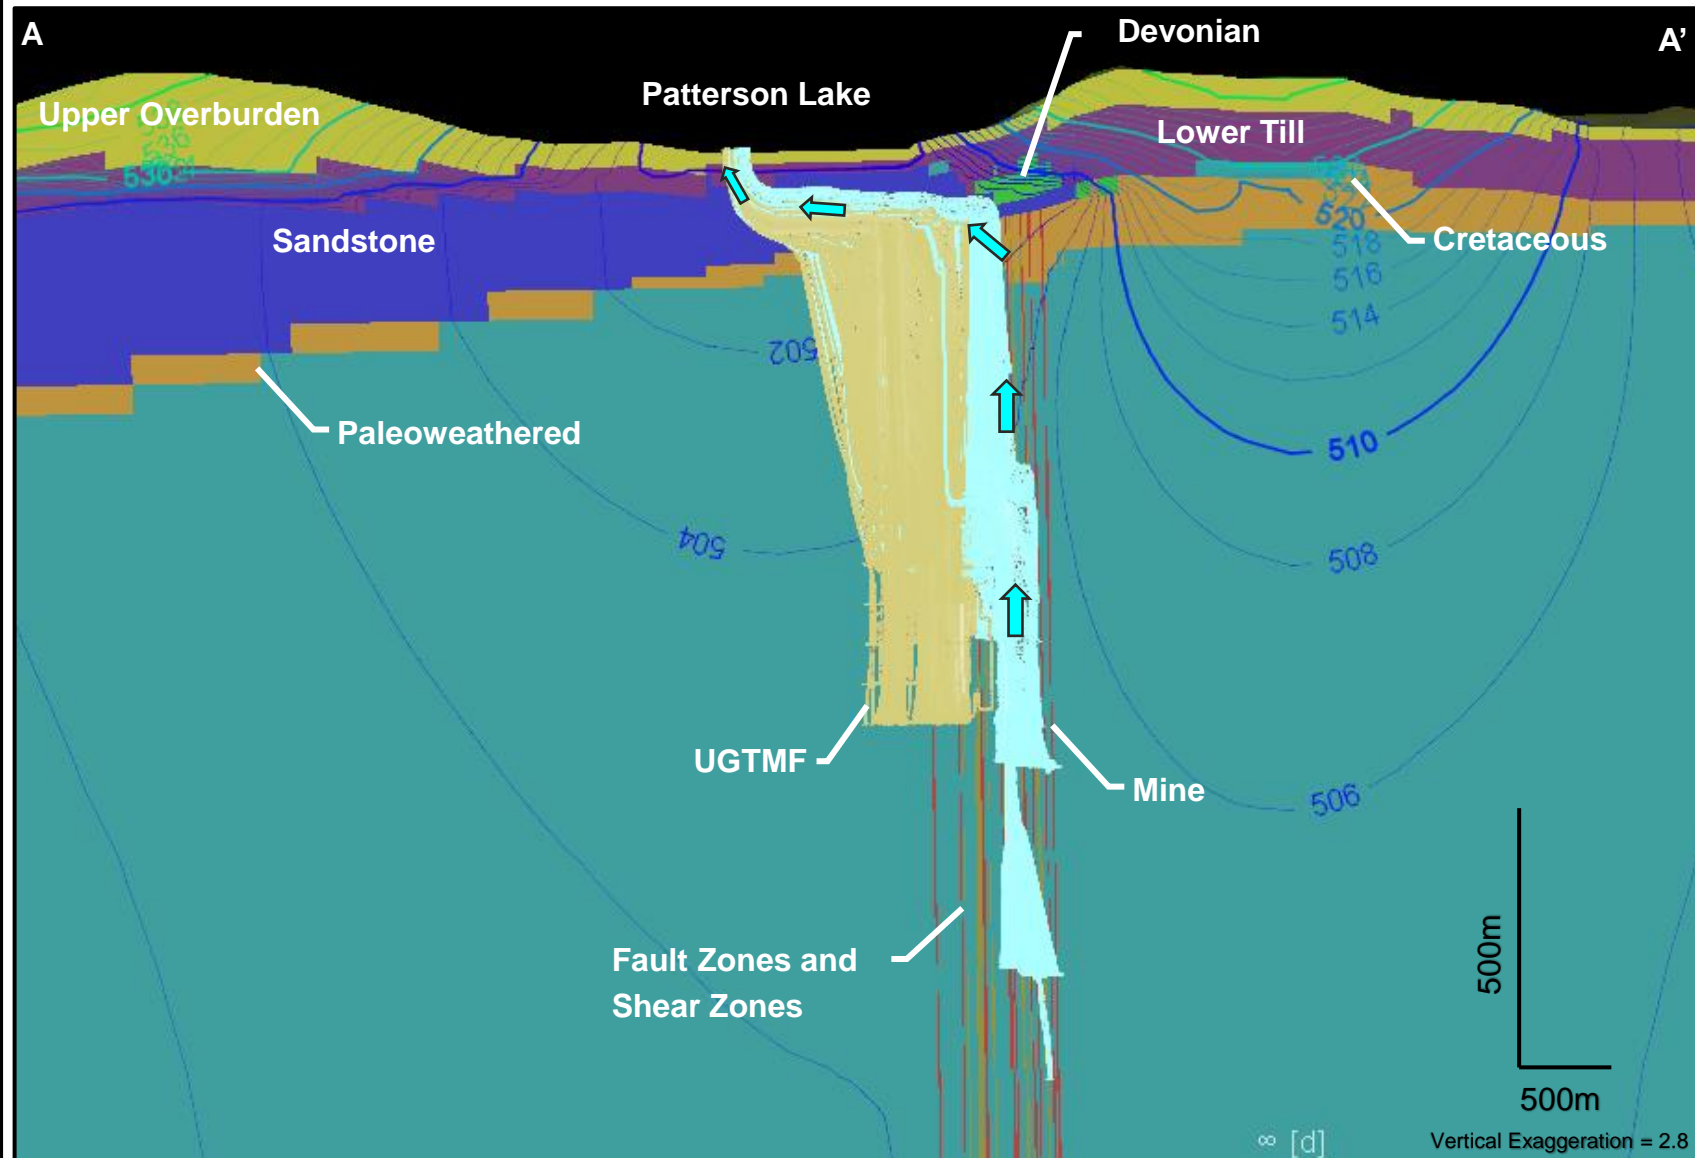 A
Devonian
A’
Patterson Lake
Upper Overburden
Lower Till
530
520
Sandstone
Cretaceous
518
516
514
502
Paleoweathered
510
504
508
UGTMF
Mine
506
Fault Zones and
Shear Zones
500m
500m
∞ [d]
Vertical Exaggeration = 2.8